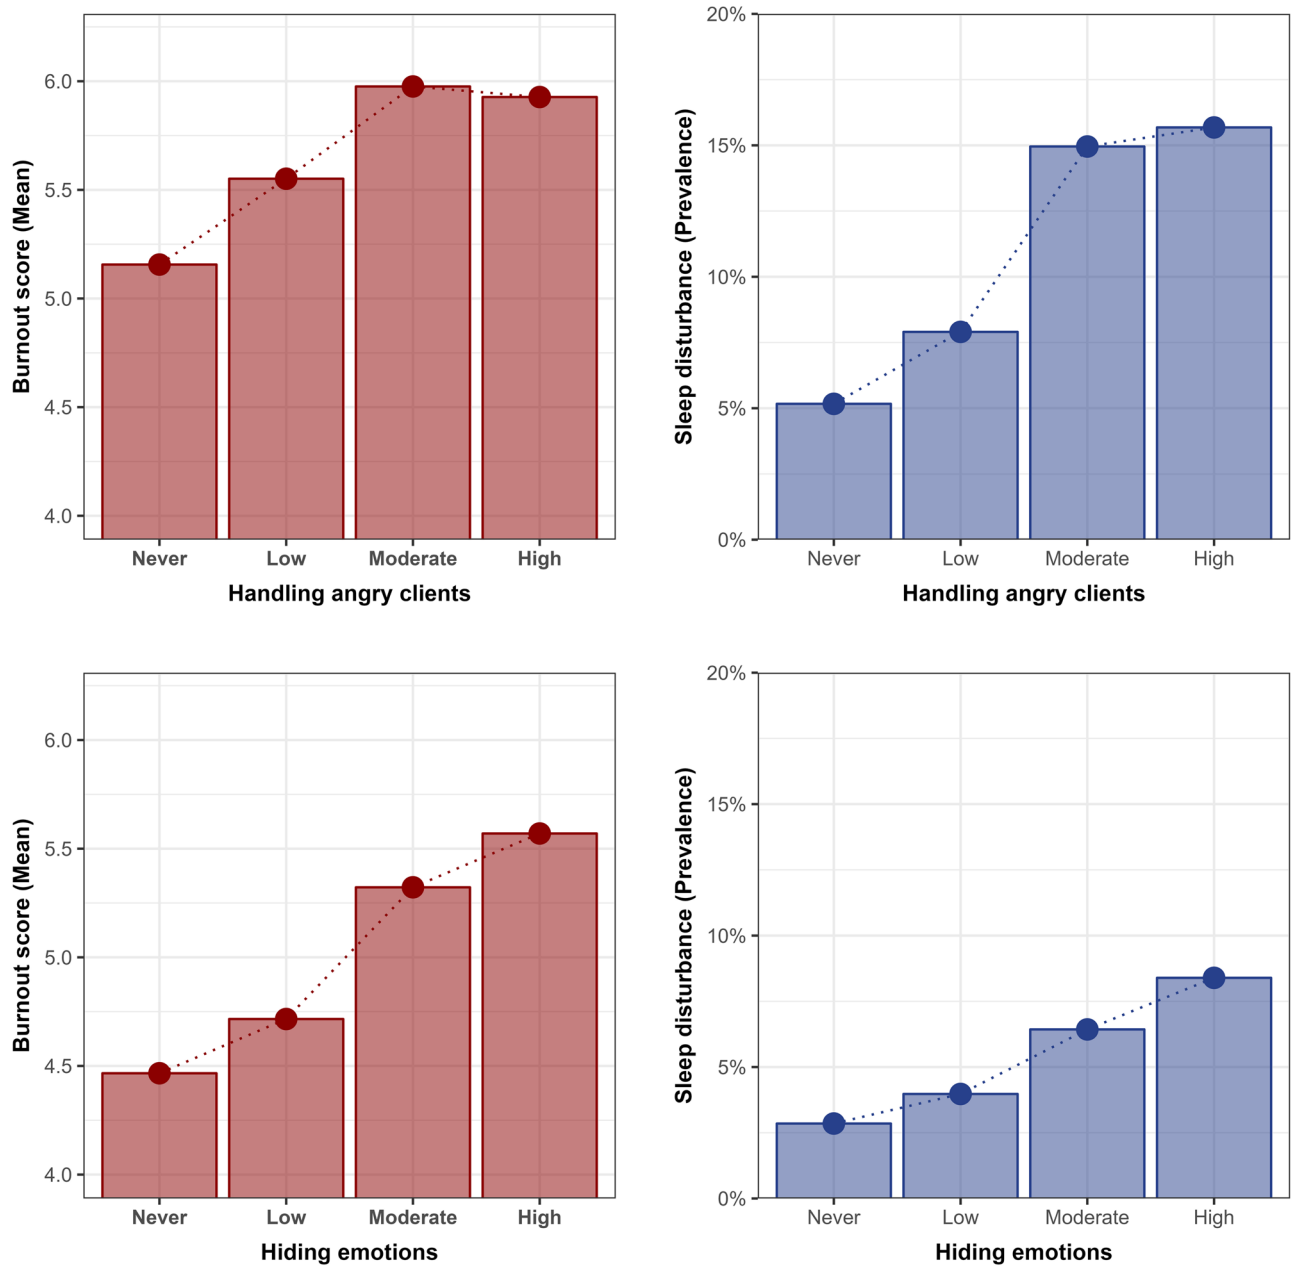 Burnout score (Mean)
6.0
5.5
5.0
4.5
4.0
Never Low Moderate High
Handling angry clients
Sleep disturbance (Prevalence)
20%
15%
10%
5%
0%
Never Low Moderate High
Handling angry clients
Burnout score (Mean)
6.0
5.5
5.0
4.5
4.0
Never Low Moderate High
Hiding emotions
Sleep disturbance (Prevalence)
20%
15%
10%
5%
0%
Never Low Moderate High
Hiding emotions